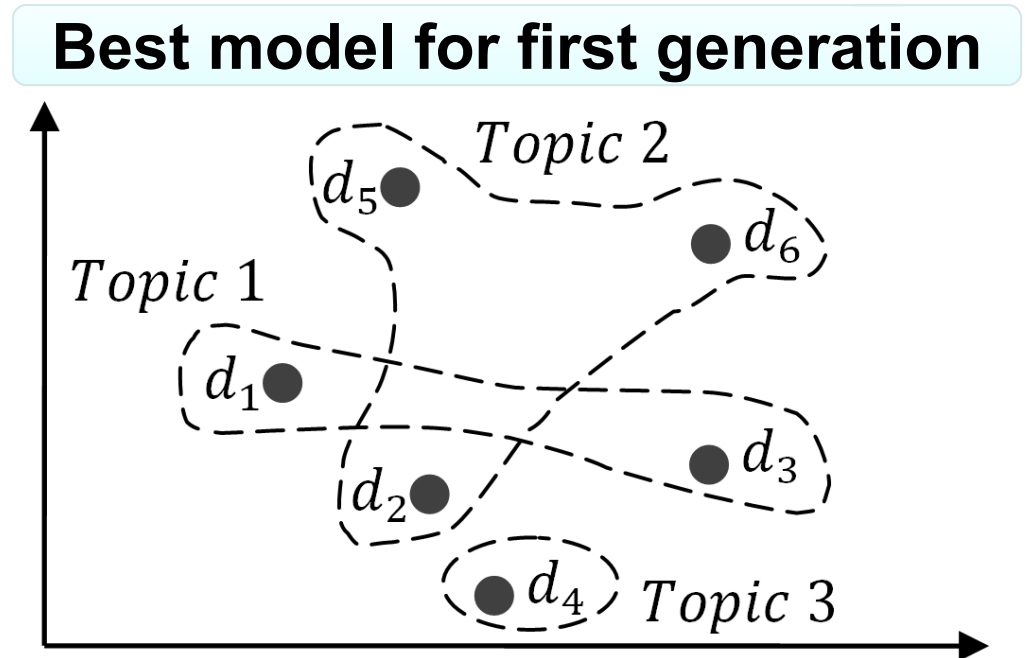 Best model for first generation
Topic 2
d₅
d₆
Topic 1
d₁
d₃
d₂
d₄
Topic 3